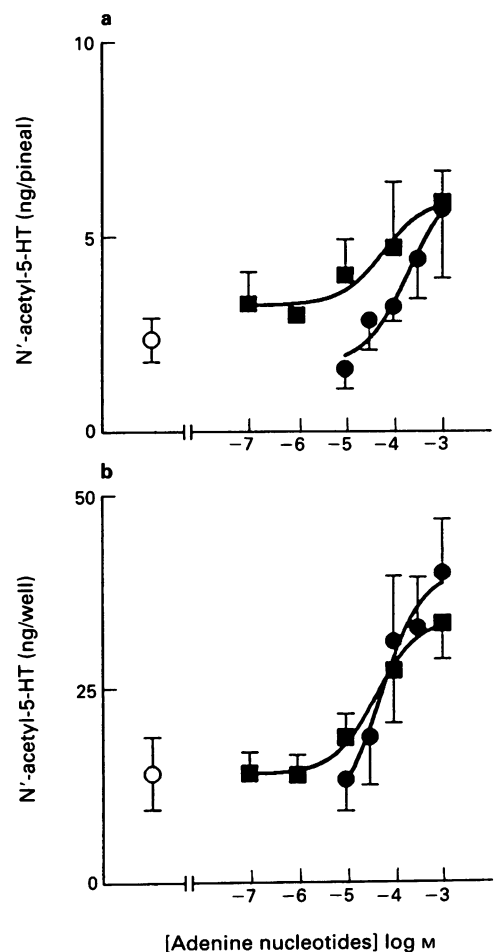 a
N'-acetyl-5-HT (ng/pineal)
10
5
0
−7 −6 −5 −4 −3
b
N'-acetyl-5-HT (ng/well)
50
25
0
−7 −6 −5 −4 −3
[Adenine nucleotides] log M